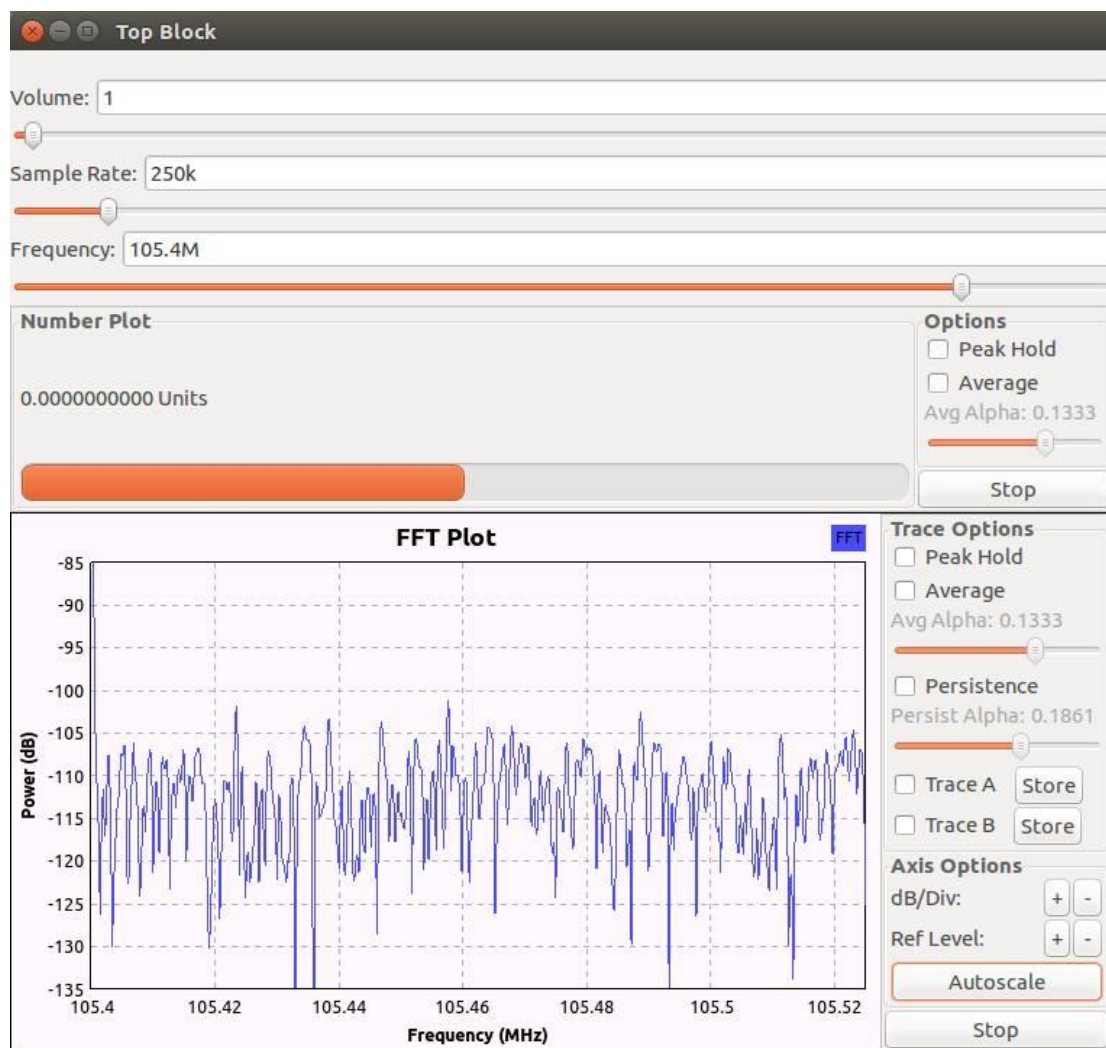 Top Block
Volume: 1
Sample Rate: 250k
Frequency: 105.4M
Number Plot
0.0000000000 Units
Options
Peak Hold
Average
Avg Alpha: 0.1333
Stop
FFT Plot
FFT
-85
-90
-95
-100
-105
-110
-115
-120
-125
-130
-135
Power (dB)
105.4 105.42 105.44 105.46 105.48 105.5 105.52
Frequency (MHz)
Trace Options
Peak Hold
Average
Avg Alpha: 0.1333
Persistence
Persist Alpha: 0.1861
Trace A Store
Trace B Store
Axis Options
dB/Div: + -
Ref Level: + -
Autoscale
Stop